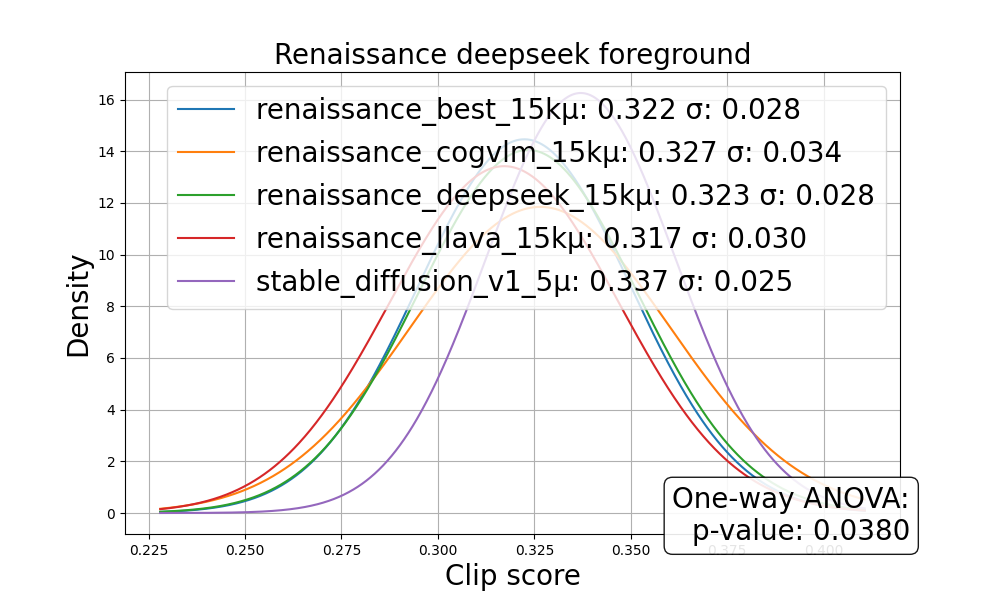 Renaissance deepseek foreground
renaissance_best_15kμ: 0.322 σ: 0.028
renaissance_cogvlm_15kμ: 0.327 σ: 0.034
renaissance_deepseek_15kμ: 0.323 σ: 0.028
renaissance_llava_15kμ: 0.317 σ: 0.030
stable_diffusion_v1_5μ: 0.337 σ: 0.025
Density
16
14
12
10
8
6
4
2
0
One-way ANOVA:
p-value: 0.0380
0.225 0.250 0.275 0.300 0.325 0.350 0.375 0.400
Clip score